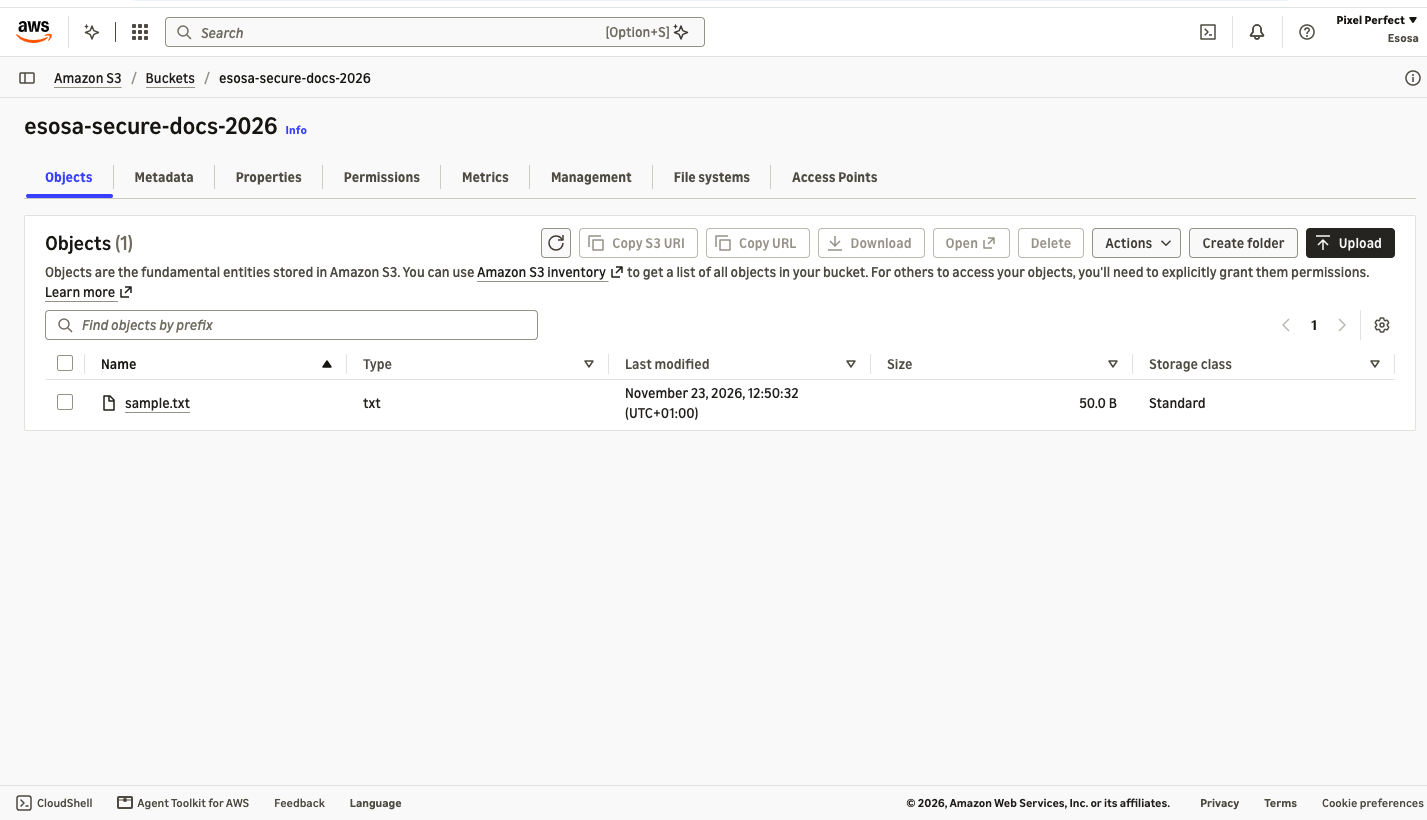 aws
Search [Option+S]
Pixel Perfect
Esosa
Amazon S3 / Buckets / esosa-secure-docs-2026
esosa-secure-docs-2026 Info
Objects Metadata Properties Permissions Metrics Management File systems Access Points
Objects (1) Copy S3 URI Copy URL Download Open Delete Actions Create folder Upload
Objects are the fundamental entities stored in Amazon S3. You can use Amazon S3 inventory to get a list of all objects in your bucket. For others to access your objects, you'll need to explicitly grant them permissions.
Learn more
Find objects by prefix 1
Name Type Last modified Size Storage class
sample.txt txt November 23, 2026, 12:50:32 (UTC+01:00) 50.0 B Standard
CloudShell Agent Toolkit for AWS Feedback Language © 2026, Amazon Web Services, Inc. or its affiliates. Privacy Terms Cookie preferences